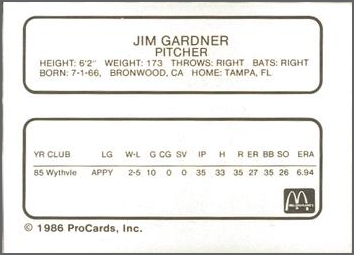 JIM GARDNER
PITCHER
HEIGHT: 6'2" WEIGHT: 173 THROWS: RIGHT BATS: RIGHT
BORN: 7-1-66, BRONWOOD, CA HOME: TAMPA, FL
YR CLUB LG W-L G CG SV IP H R ER BB SO ERA
85 Wythvle APPY 2-5 10 0 0 35 33 35 27 35 26 6.94
McDONALD'S
© 1986 ProCards, Inc.